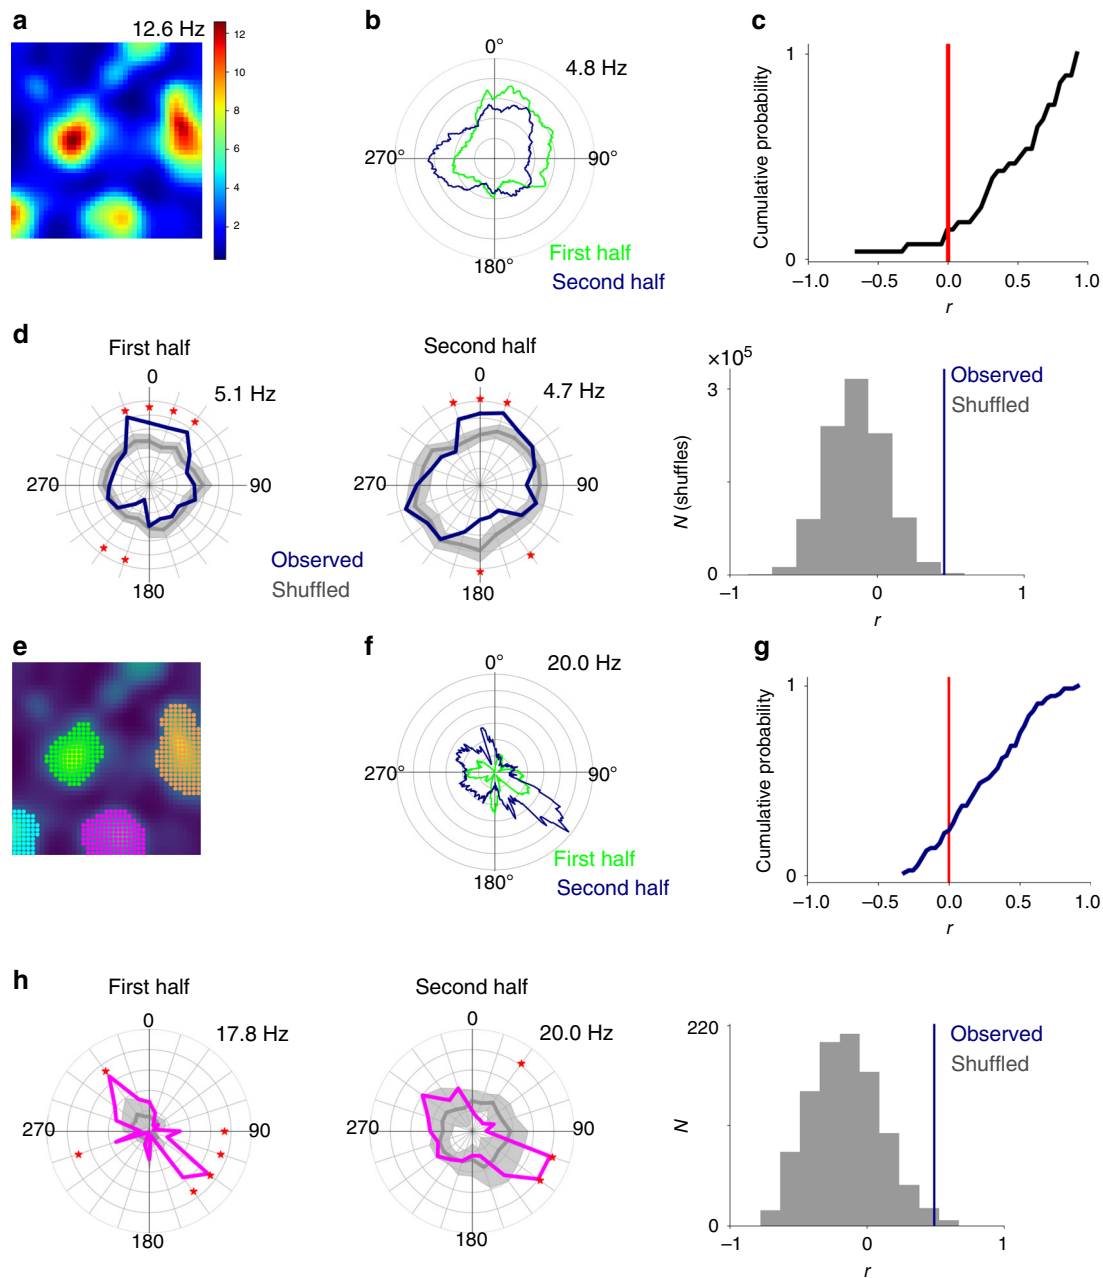 a
12.6 Hz
12
10
8
6
4
2
b
0°
4.8 Hz
270°
90°
180°
First half
Second half
c
Cumulative probability
1
0
−1.0
−0.5
0.0
0.5
1.0
r
d
First half
0
5.1 Hz
270
90
180
Second half
0
4.7 Hz
270
90
180
Observed
Shuffled
×10⁵
3
0
N (shuffles)
−1
0
1
r
Observed
Shuffled
e
f
0°
20.0 Hz
270°
90°
180°
First half
Second half
g
Cumulative probability
1
0
−1.0
−0.5
0.0
0.5
1.0
r
h
First half
0
17.8 Hz
270
90
180
Second half
0
20.0 Hz
270
90
180
220
N
0
−1
0
1
r
Observed
Shuffled